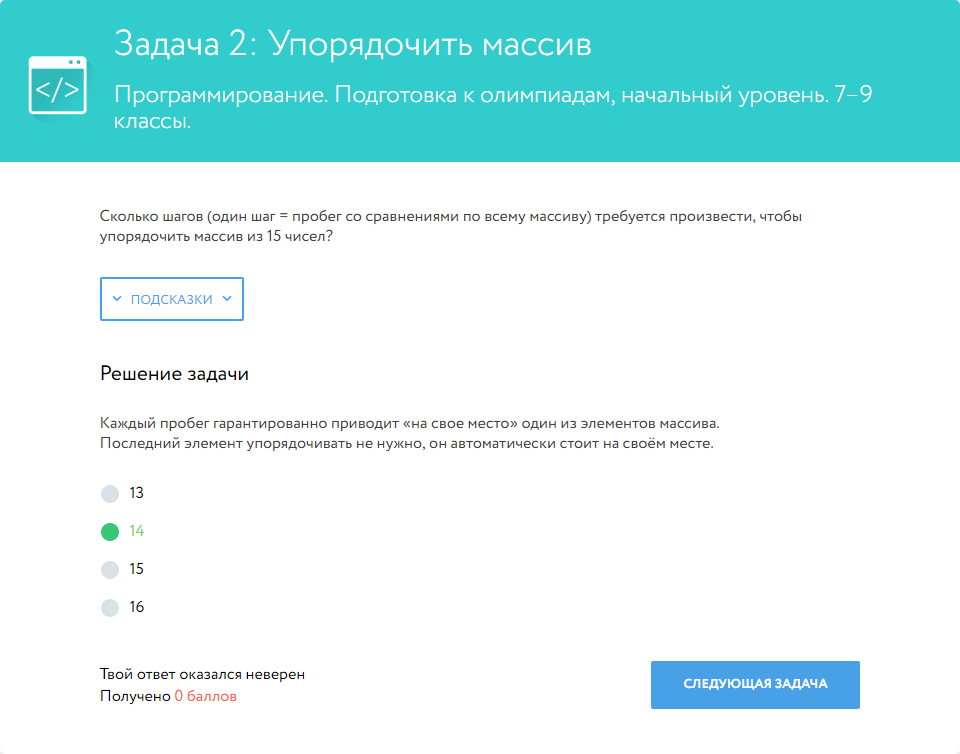 Задача 2: Упорядочить массив
</>
Программирование. Подготовка к олимпиадам, начальный уровень. 7–9
классы.
Сколько шагов (один шаг = пробег со сравнениями по всему массиву) требуется произвести, чтобы
упорядочить массив из 15 чисел?
ПОДСКАЗКИ
Решение задачи
Каждый пробег гарантированно приводит «на свое место» один из элементов массива.
Последний элемент упорядочивать не нужно, он автоматически стоит на своём месте.
13
14
15
16
Твой ответ оказался неверен
Получено 0 баллов
СЛЕДУЮЩАЯ ЗАДАЧА